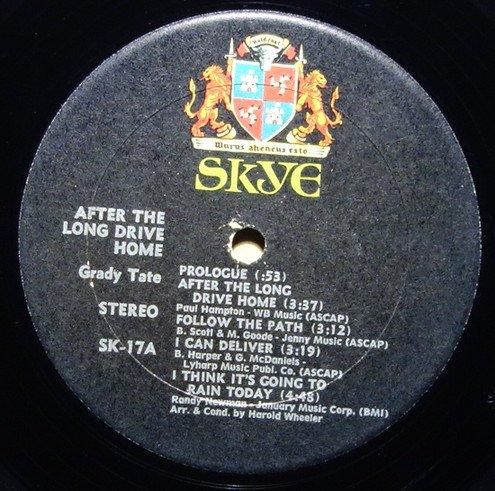 Hold fast
Murus aheneus esto
SKYE
AFTER THE
LONG DRIVE
HOME
Grady Tate
STEREO
SK-17A
PROLOGUE (:53)
AFTER THE LONG
DRIVE HOME (3:37)
Paul Hampton - WB Music (ASCAP)
FOLLOW THE PATH (3:12)
B. Scott & M. Goode - Jenny Music (ASCAP)
I CAN DELIVER (3:19)
B. Harper & G. McDaniels -
Lyharp Music Publ. Co. (ASCAP)
I THINK IT'S GOING TO
RAIN TODAY (4:48)
Randy Newman - January Music Corp. (BMI)
Arr. & Cond. by Harold Wheeler